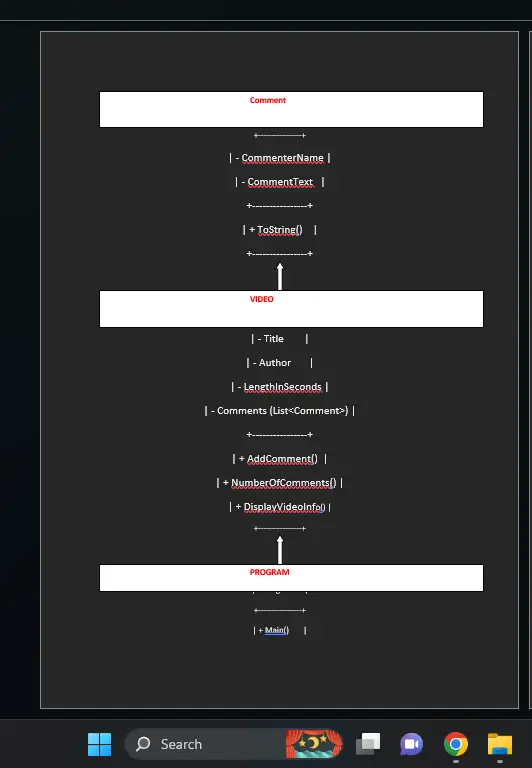 Comment
+----------------+
| - CommenterName |
| - CommentText |
+----------------+
| + ToString() |
+----------------+
VIDEO
| - Title |
| - Author |
| - LengthInSeconds |
| - Comments (List<Comment>) |
+----------------+
| + AddComment() |
| + NumberOfComments() |
| + DisplayVideoInfo() |
+----------------+
PROGRAM
+----------------+
| + Main() |
Search